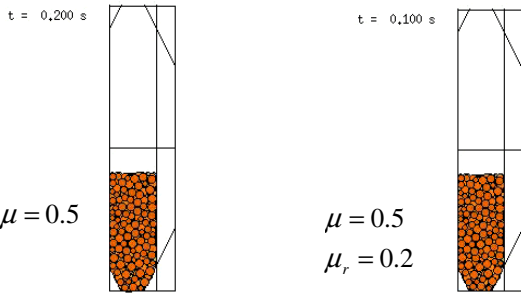 t = 0.200 s
μ = 0.5
t = 0.100 s
μ = 0.5
μr = 0.2